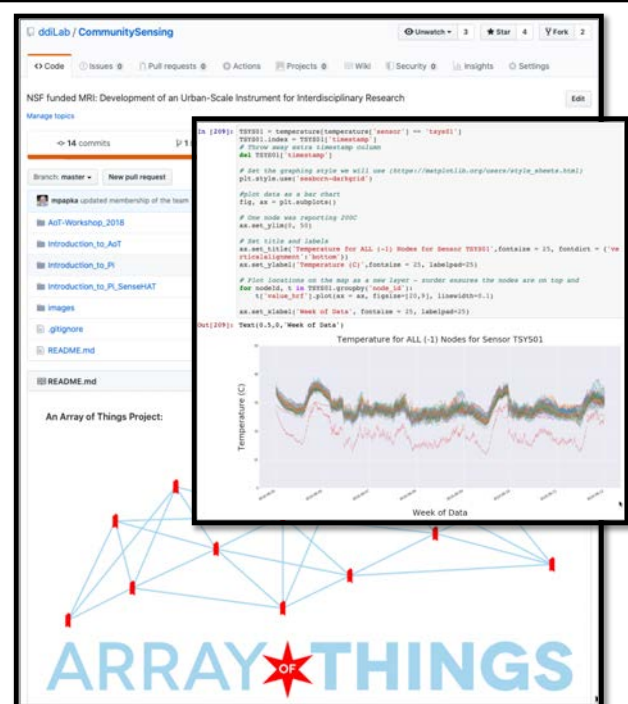 ddiLab / CommunitySensing
Unwatch 3 Star 4 Fork 2
Code Issues 0 Pull requests 0 Actions Projects 0 Wiki Security 0 Insights Settings
NSF funded MRI: Development of an Urban-Scale Instrument for Interdisciplinary Research
Edit
Manage topics
14 commits
Branch: master New pull request
mpapka updated membership of the team
AoT-Workshop_2018
Introduction_to_AoT
Introduction_to_Pi
Introduction_to_Pi_SenseHAT
images
.gitignore
README.md
README.md
An Array of Things Project:
ARRAY OF THINGS
In [209]: TSYS01 = temperature[temperature['sensor'] == 'tsys01']
TSYS01.index = TSYS01['timestamp']
# Throw away extra timestamp column
del TSYS01['timestamp']
# Set the graphing style we will use (https://matplotlib.org/users/style_sheets.html)
plt.style.use('seaborn-darkgrid')
#plot data as a bar chart
fig, ax = plt.subplots()
# One node was reporting 200C
ax.set_ylim(0, 50)
# Set title and labels
ax.set_title('Temperature for ALL (-1) Nodes for Sensor TSYS01',fontsize = 25, fontdict = {'ve
rticalalignment':'bottom'})
ax.set_ylabel('Temperature (C)',fontsize = 25, labelpad=25)
# Plot locations on the map as a new layer - zorder ensures the nodes are on top and
for nodeId, t in TSYS01.groupby('node_id'):
t['value_hrf'].plot(ax = ax, figsize=[20,9], linewidth=0.1)
ax.set_xlabel('Week of Data', fontsize = 25, labelpad=25)
Out[209]: Text(0.5,0,'Week of Data')
Temperature for ALL (-1) Nodes for Sensor TSYS01
Temperature (C)
Week of Data